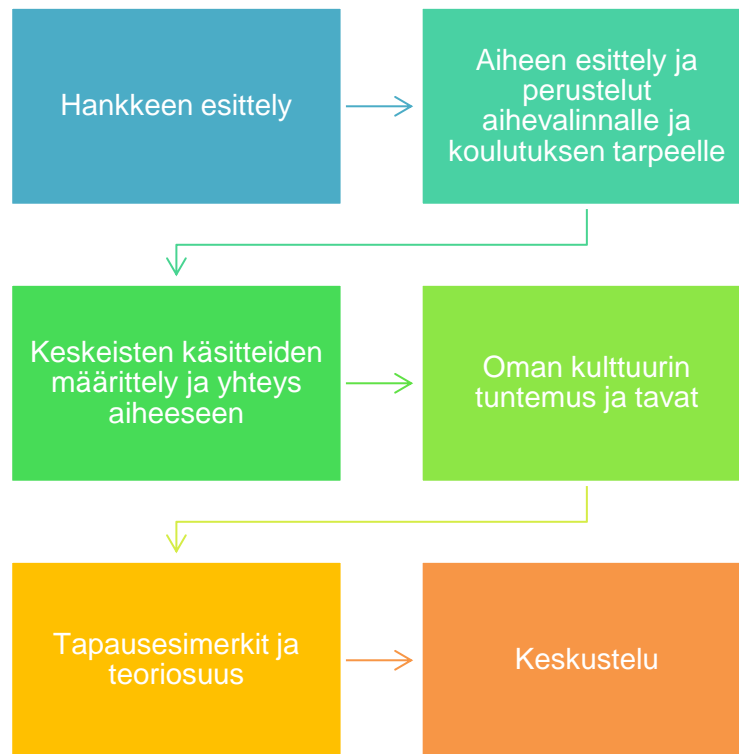 Hankkeen esittely
Aiheen esittely ja
perustelut
aihevalinnalle ja
koulutuksen tarpeelle
Keskeisten käsitteiden
määrittely ja yhteys
aiheeseen
Oman kulttuurin
tuntemus ja tavat
Tapausesimerkit ja
teoriosuus
Keskustelu